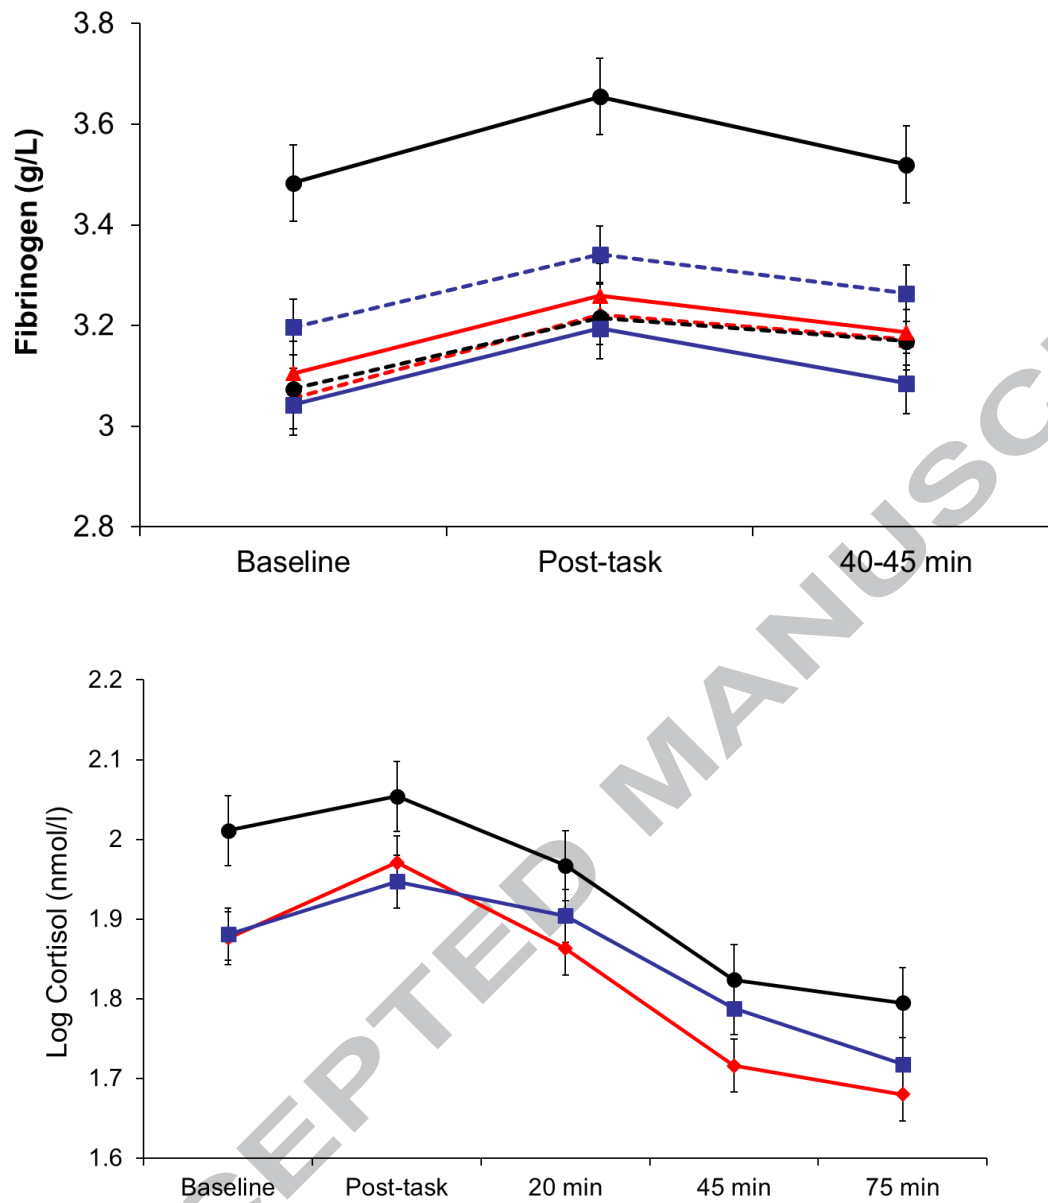 3.8
3.6
3.4
3.2
3
2.8
Fibrinogen (g/L)
Baseline Post-task 40-45 min
2.2
2.1
2
1.9
1.8
1.7
1.6
Log Cortisol (nmol/l)
Baseline Post-task 20 min 45 min 75 min
CEPTED MANUSC